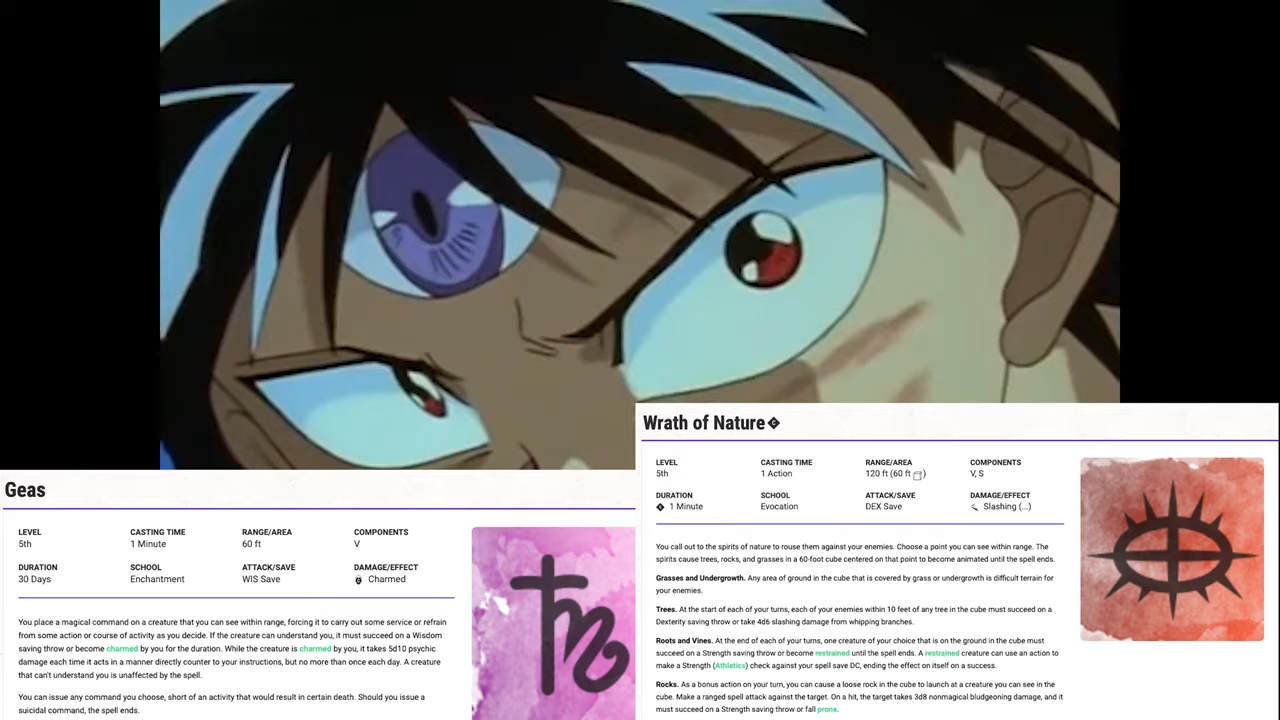 Geas
LEVEL CASTING TIME RANGE/AREA COMPONENTS
5th 1 Minute 60 ft V
DURATION SCHOOL ATTACK/SAVE DAMAGE/EFFECT
30 Days Enchantment WIS Save Charmed
You place a magical command on a creature that you can see within range, forcing it to carry out some service or refrain
from some action or course of activity as you decide. If the creature can understand you, it must succeed on a Wisdom
saving throw or become charmed by you for the duration. While the creature is charmed by you, it takes 5d10 psychic
damage each time it acts in a manner directly counter to your instructions, but no more than once each day. A creature
that can't understand you is unaffected by the spell.
You can issue any command you choose, short of an activity that would result in certain death. Should you issue a
suicidal command, the spell ends.
Wrath of Nature
LEVEL CASTING TIME RANGE/AREA COMPONENTS
5th 1 Action 120 ft (60 ft ) V, S
DURATION SCHOOL ATTACK/SAVE DAMAGE/EFFECT
1 Minute Evocation DEX Save Slashing (...)
You call out to the spirits of nature to rouse them against your enemies. Choose a point you can see within range. The
spirits cause trees, rocks, and grasses in a 60-foot cube centered on that point to become animated until the spell ends.
Grasses and Undergrowth. Any area of ground in the cube that is covered by grass or undergrowth is difficult terrain for
your enemies.
Trees. At the start of each of your turns, each of your enemies within 10 feet of any tree in the cube must succeed on a
Dexterity saving throw or take 4d6 slashing damage from whipping branches.
Roots and Vines. At the end of each of your turns, one creature of your choice that is on the ground in the cube must
succeed on a Strength saving throw or become restrained until the spell ends. A restrained creature can use an action to
make a Strength (Athletics) check against your spell save DC, ending the effect on itself on a success.
Rocks. As a bonus action on your turn, you can cause a loose rock in the cube to launch at a creature you can see in the
cube. Make a ranged spell attack against the target. On a hit, the target takes 3d8 nonmagical bludgeoning damage, and it
must succeed on a Strength saving throw or fall prone.